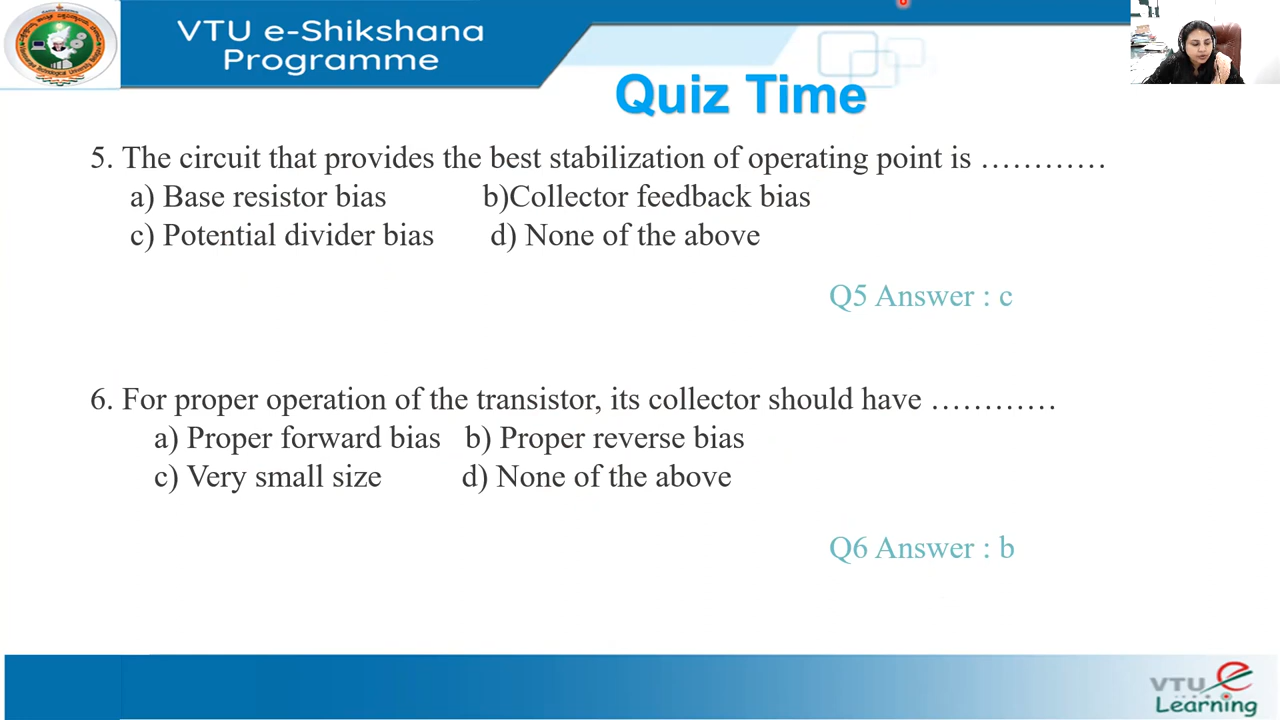 VTU e-Shikshana
Programme
Quiz Time
5. The circuit that provides the best stabilization of operating point is …………
a) Base resistor bias b)Collector feedback bias
c) Potential divider bias d) None of the above
Q5 Answer : c
6. For proper operation of the transistor, its collector should have …………
a) Proper forward bias b) Proper reverse bias
c) Very small size d) None of the above
Q6 Answer : b
VTU e
Learning